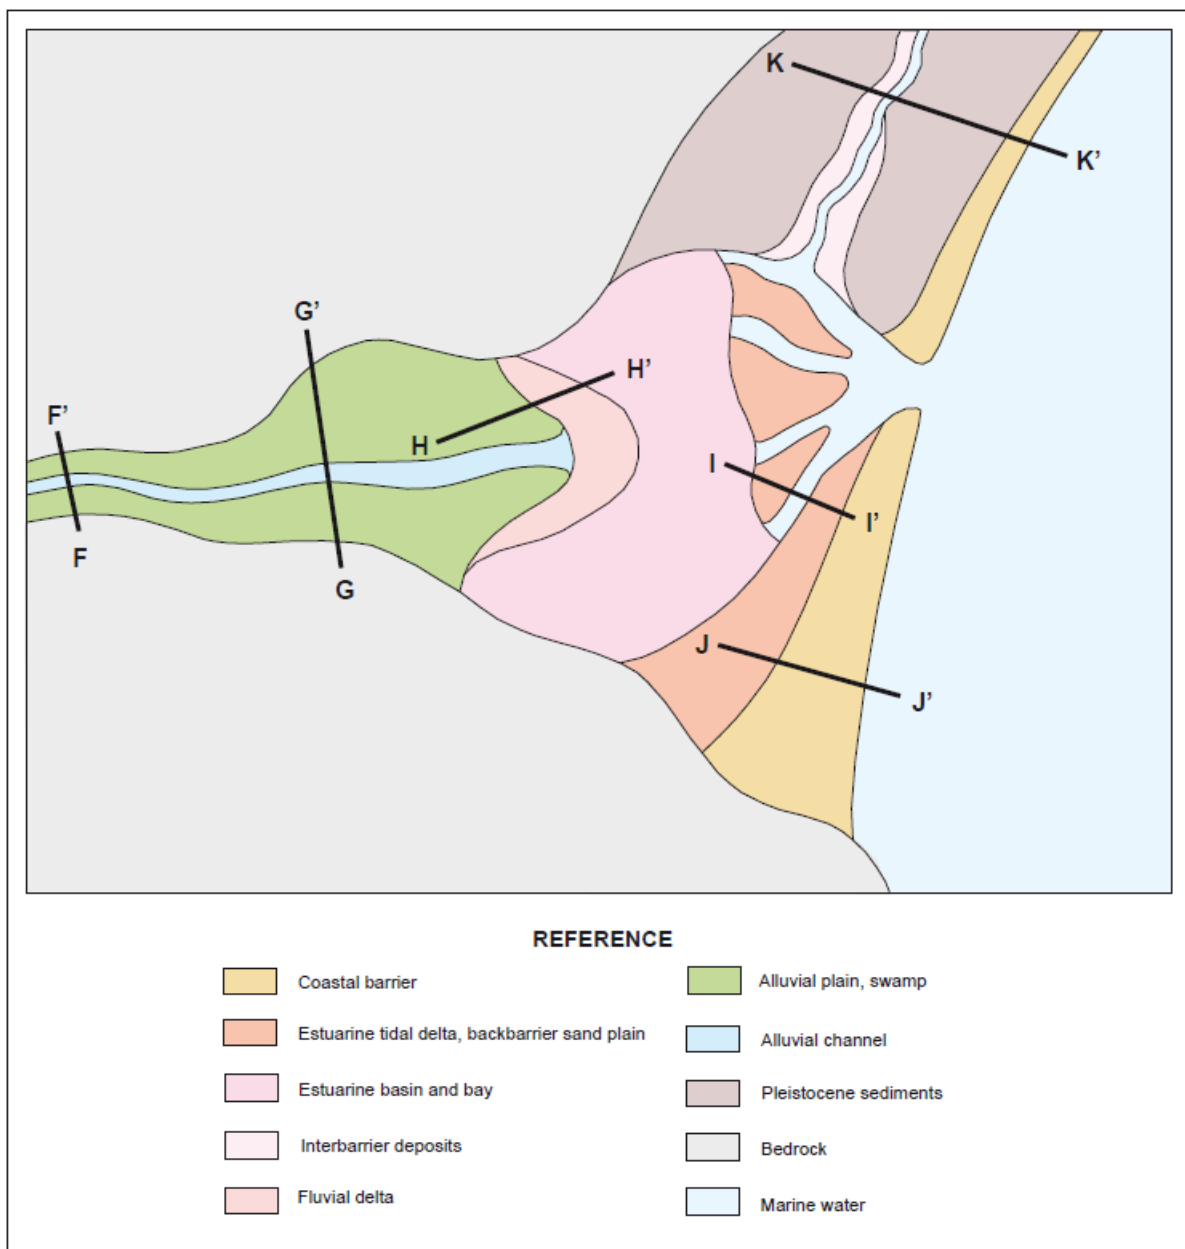 K
K’
G’
H’
F’
H
I
I’
F
G
J
J’
REFERENCE
Coastal barrier
Alluvial plain, swamp
Estuarine tidal delta, backbarrier sand plain
Alluvial channel
Estuarine basin and bay
Pleistocene sediments
Interbarrier deposits
Bedrock
Fluvial delta
Marine water